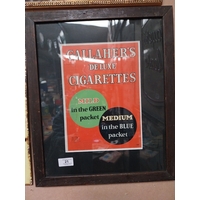 GALLAHER'S
DE LUXE
CIGARETTES
in the GREEN
packet
MEDIUM
in the BLUE
packet